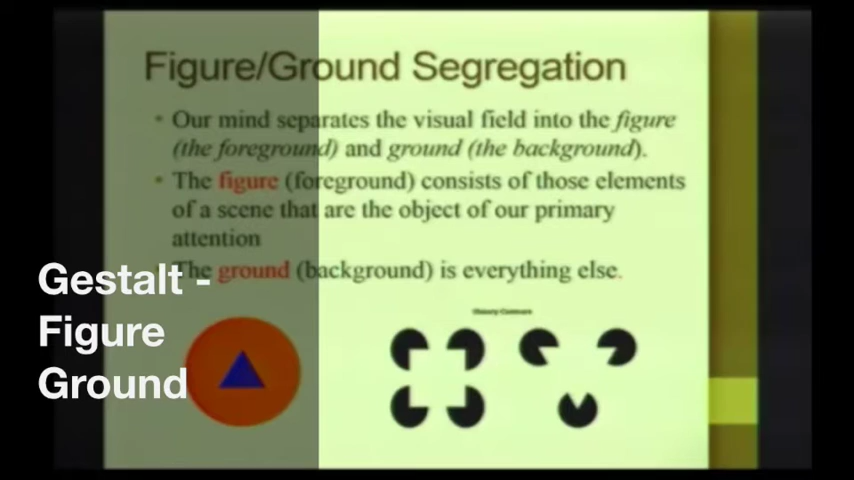 Figure/Ground Segregation
• Our mind separates the visual field into the figure
(the foreground) and ground (the background).
• The figure (foreground) consists of those elements
of a scene that are the object of our primary
attention
The ground (background) is everything else.
Illusory Contours
Gestalt -
Figure
Ground